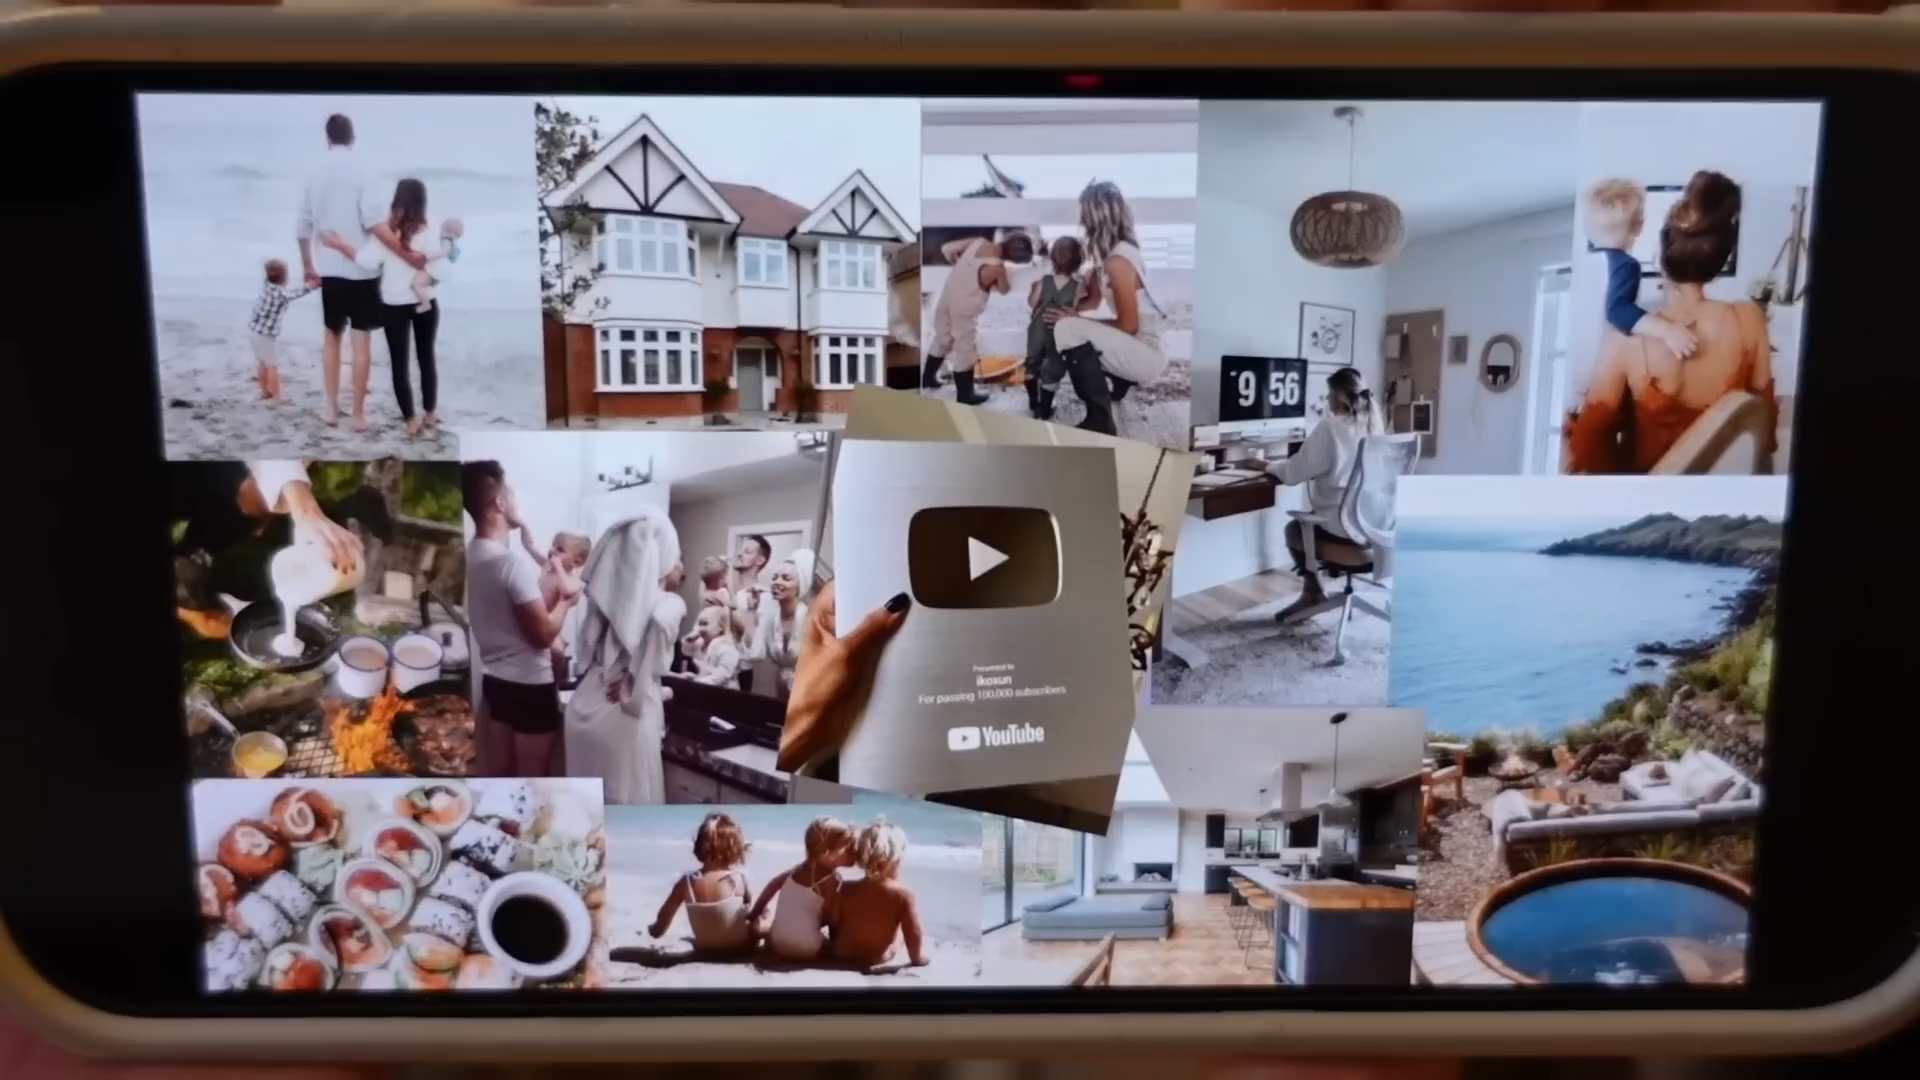 9 56
Presented to
ikoxun
For passing 100,000 subscribers
YouTube